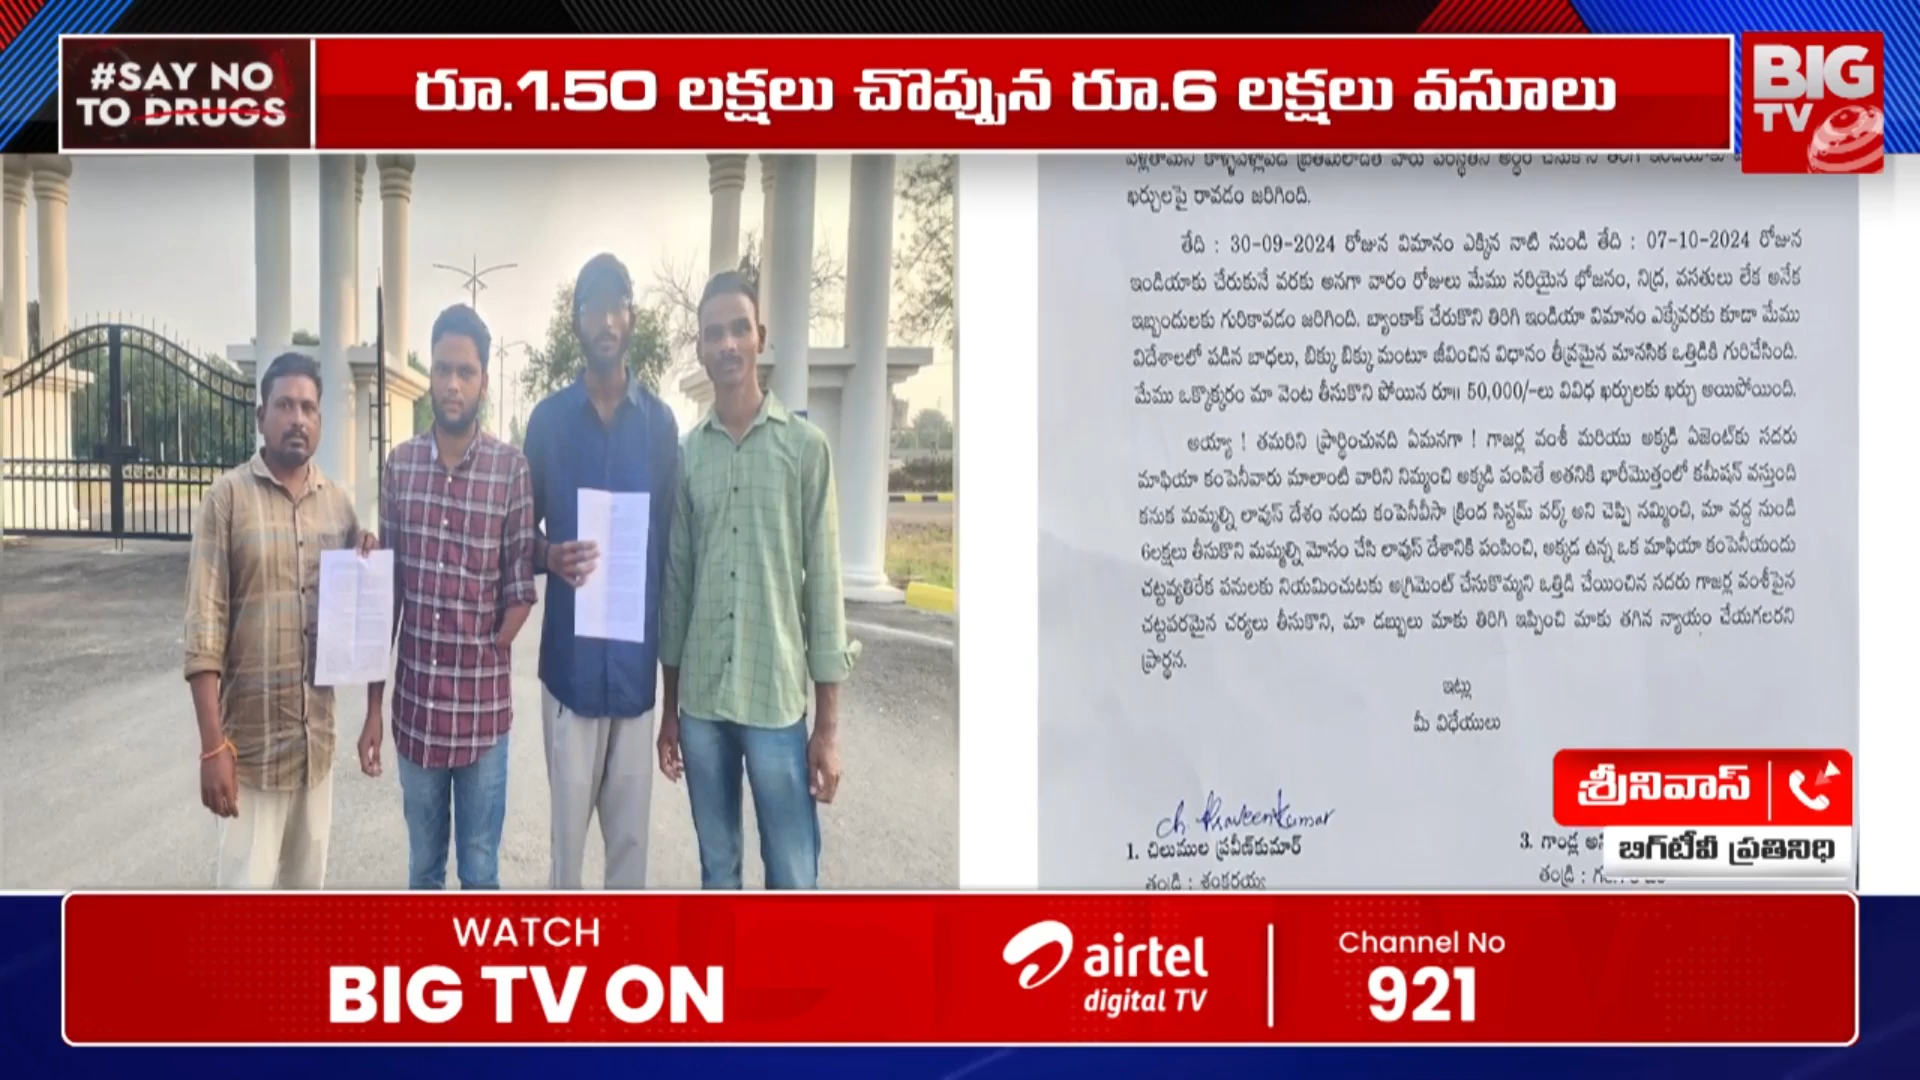 #SAY NO
TO DRUGS
రూ.1.50 లక్షలు చొప్పున రూ.6 లక్షలు వసూలు
BIG
TV
ఖర్చులపై రావడం జరిగింది.
తేది : 30-09-2024 రోజున విమానం ఎక్కిన నాటి నుండి తేది : 07-10-2024 రోజున
ఇండియాకు చేరుకునే వరకు అనగా వారం రోజులు మేము సరియైన భోజనం, నిద్ర, వసతులు లేక అనేక
ఇబ్బందులకు గురికావడం జరిగింది. బ్యాంకాక్ చేరుకొని తిరిగి ఇండియా విమానం ఎక్కేవరకు కూడా మేము
విదేశాలలో పడిన బాధలు, బిక్కు బిక్కు మంటూ జీవించిన విధానం తీవ్రమైన మానసిక ఒత్తిడికి గురిచేసింది.
మేము ఒక్కొక్కరం మా వెంట తీసుకొని పోయిన రూ॥ 50,000/-లు వివిధ ఖర్చులకు ఖర్చు అయిపోయింది.
అయ్యా ! తమరిని ప్రార్థించునది ఏమనగా ! గాజర్ల వంశీ మరియు అక్కడి ఏజెంట్‌కు సదరు
మాఫియా కంపెనీవారు మాలాంటి వారిని నిమ్మంచి అక్కడి పంపితే అతనికి భారీమొత్తంలో కమీషన్ వస్తుంది
కనుక మమ్మల్ని లావుస్ దేశం నందు కంపెనీవీసా క్రింద సిస్టమ్ వర్క్ అని చెప్పి నమ్మించి, మా వద్ద నుండి
6లక్షలు తీసుకొని మమ్మల్ని మోసం చేసి లావుస్ దేశానికి పంపించి, అక్కడ ఉన్న ఒక మాఫియా కంపెనీయందు
చట్టవ్యతిరేక పనులకు నియమించుటకు అగ్రిమెంట్ చేసుకొమ్మని ఒత్తిడి చేయించిన సదరు గాజర్ల వంశీపైన
చట్టపరమైన చర్యలు తీసుకొని, మా డబ్బులు మాకు తిరిగి ఇప్పించి మాకు తగిన న్యాయం చేయగలరని
ప్రార్థన.
ఇట్లు
మీ విధేయులు
ch. Praveenkumar
1. చిలుముల ప్రవీణ్‌కుమార్
తండ్రి : శంకరయ్య
3. గాండ్ల
తండ్రి :
శ్రీనివాస్
బిగ్‌టీవీ ప్రతినిధి
WATCH
BIG TV ON
airtel
digital TV
Channel No
921